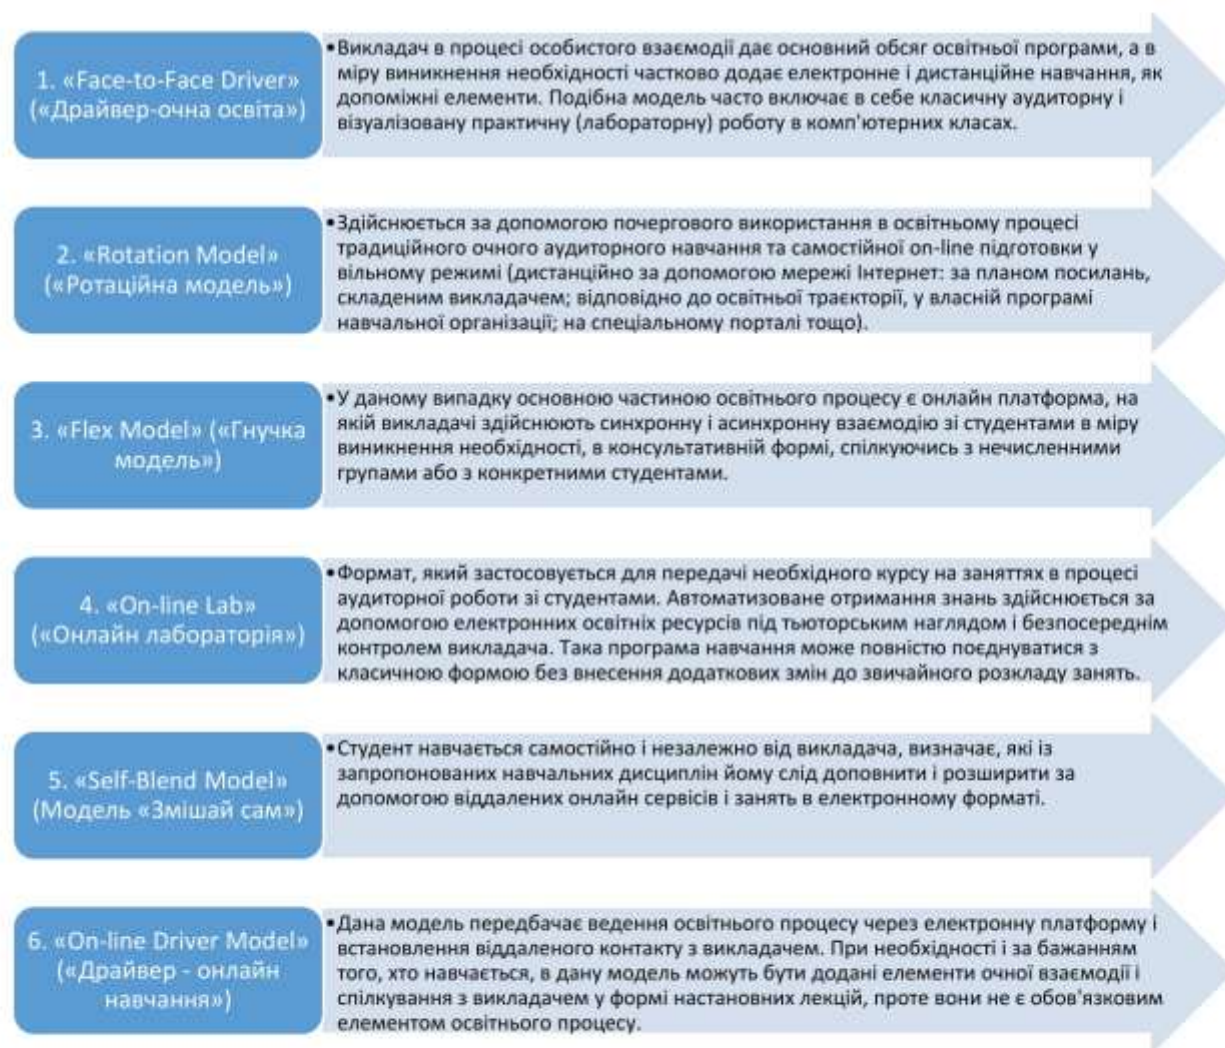 1. «Face-to-Face Driver»
(«Драйвер-очна освіта»)
•Викладач в процесі особистого взаємодії дає основний обсяг освітньої програми, а в
міру виникнення необхідності частково додає електронне і дистанційне навчання, як
допоміжні елементи. Подібна модель часто включає в себе класичну аудиторну і
візуалізовану практичну (лабораторну) роботу в комп'ютерних класах.
2. «Rotation Model»
(«Ротаційна модель»)
•Здійснюється за допомогою почергового використання в освітньому процесі
традиційного очного аудиторного навчання та самостійної on-line підготовки у
вільному режимі (дистанційно за допомогою мережі Інтернет: за планом посилань,
складеним викладачем; відповідно до освітньої траєкторії, у власній програмі
навчальної організації; на спеціальному порталі тощо).
3. «Flex Model» («Гнучка
модель»)
•У даному випадку основною частиною освітнього процесу є онлайн платформа, на
якій викладачі здійснюють синхронну і асинхронну взаємодію зі студентами в міру
виникнення необхідності, в консультативній формі, спілкуючись з нечисленними
групами або з конкретними студентами.
4. «On-line Lab»
(«Онлайн лабораторія»)
•Формат, який застосовується для передачі необхідного курсу на заняттях в процесі
аудиторної роботи зі студентами. Автоматизоване отримання знань здійснюється за
допомогою електронних освітніх ресурсів під тьюторським наглядом і безпосереднім
контролем викладача. Така програма навчання може повністю поєднуватися з
класичною формою без внесення додаткових змін до звичайного розкладу занять.
5. «Self-Blend Model»
(Модель «Змішай сам»)
•Студент навчається самостійно і незалежно від викладача, визначає, які із
запропонованих навчальних дисциплін йому слід доповнити і розширити за
допомогою віддалених онлайн сервісів і занять в електронному форматі.
6. «On-line Driver Model»
(«Драйвер - онлайн
навчання»)
•Дана модель передбачає ведення освітнього процесу через електронну платформу і
встановлення віддаленого контакту з викладачем. При необхідності і за бажанням
того, хто навчається, в дану модель можуть бути додані елементи очної взаємодії і
спілкування з викладачем у формі настановних лекцій, проте вони не є обов'язковим
елементом освітнього процесу.